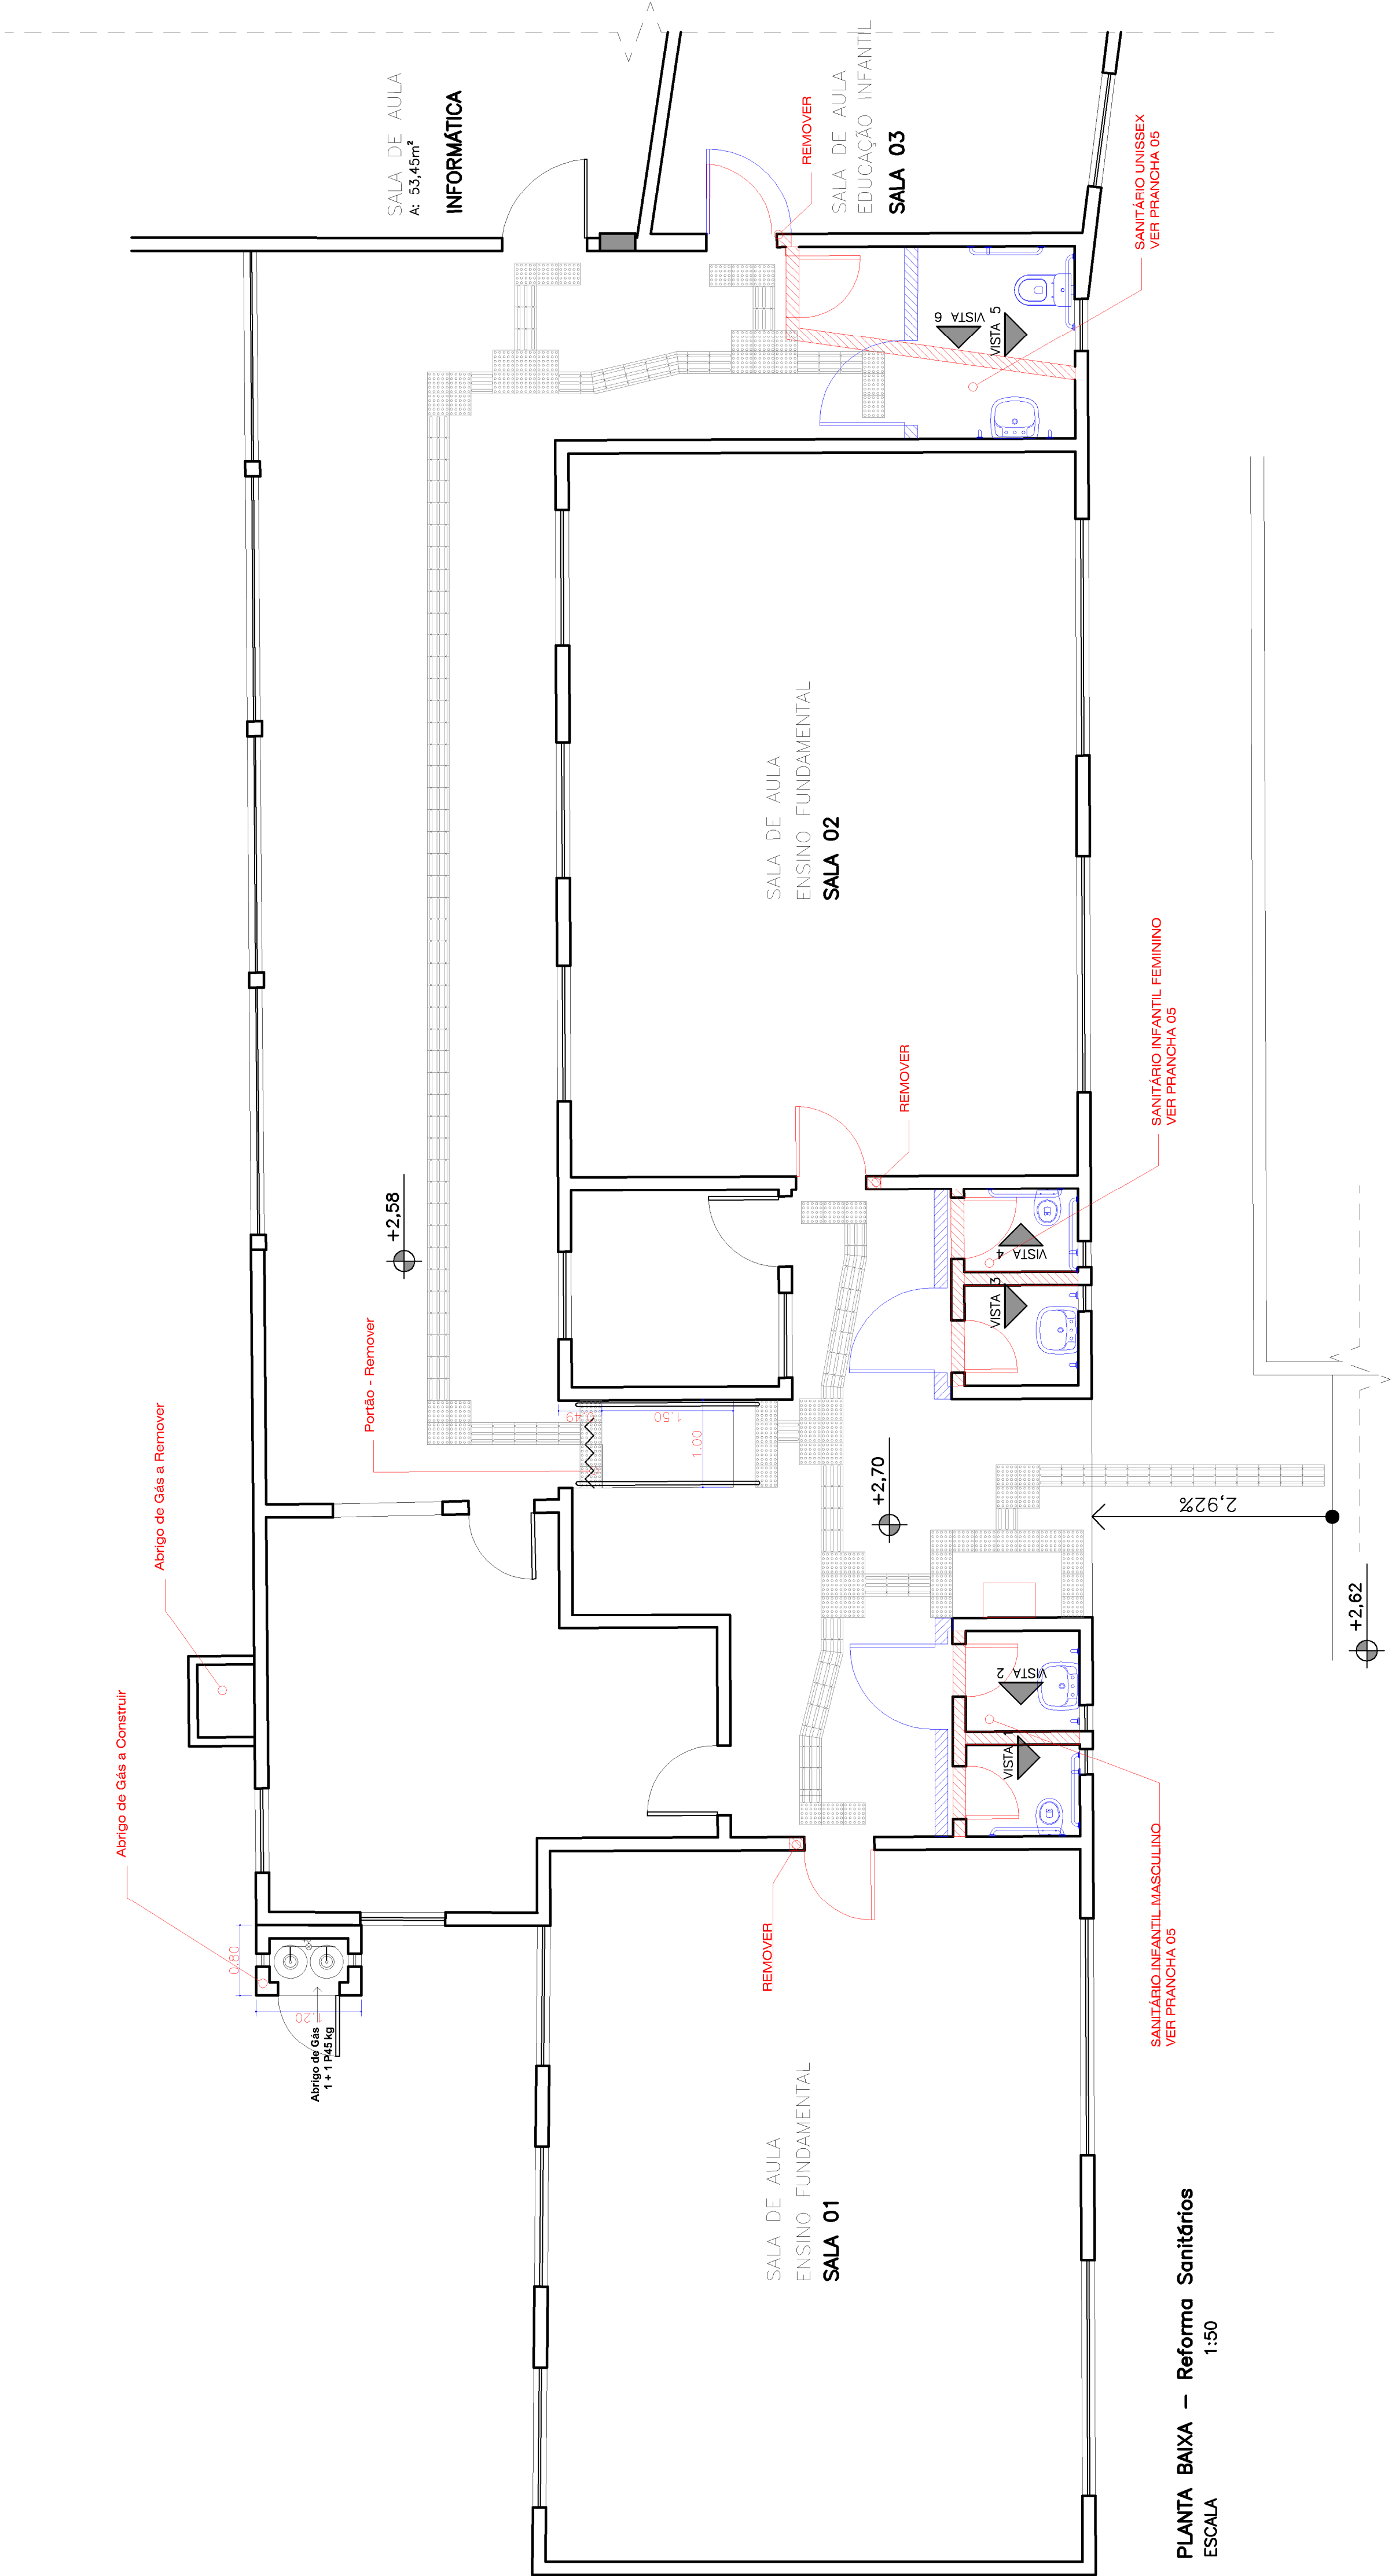 Abrigo de Gás a Construir
Abrigo de Gás a Remover
Portão - Remover
0.80
1.20
Abrigo de Gás
1 + 1 P45 kg
+2,58
SALA DE AULA
A: 53,45m²
INFORMÁTICA
0.49
1.50
1.00
REMOVER
SALA DE AULA
EDUCAÇÃO INFANTIL
SALA 03
SALA DE AULA
ENSINO FUNDAMENTAL
SALA 01
REMOVER
SALA DE AULA
ENSINO FUNDAMENTAL
SALA 02
+2,70
REMOVER
VISTA 1
VISTA 2
VISTA 3
VISTA 4
VISTA 5
VISTA 6
SANITÁRIO INFANTIL MASCULINO
VER PRANCHA 05
SANITÁRIO INFANTIL FEMININO
VER PRANCHA 05
SANITÁRIO UNISSEX
VER PRANCHA 05
2,92%
+2,62
PLANTA BAIXA – Reforma Sanitários
ESCALA 1:50